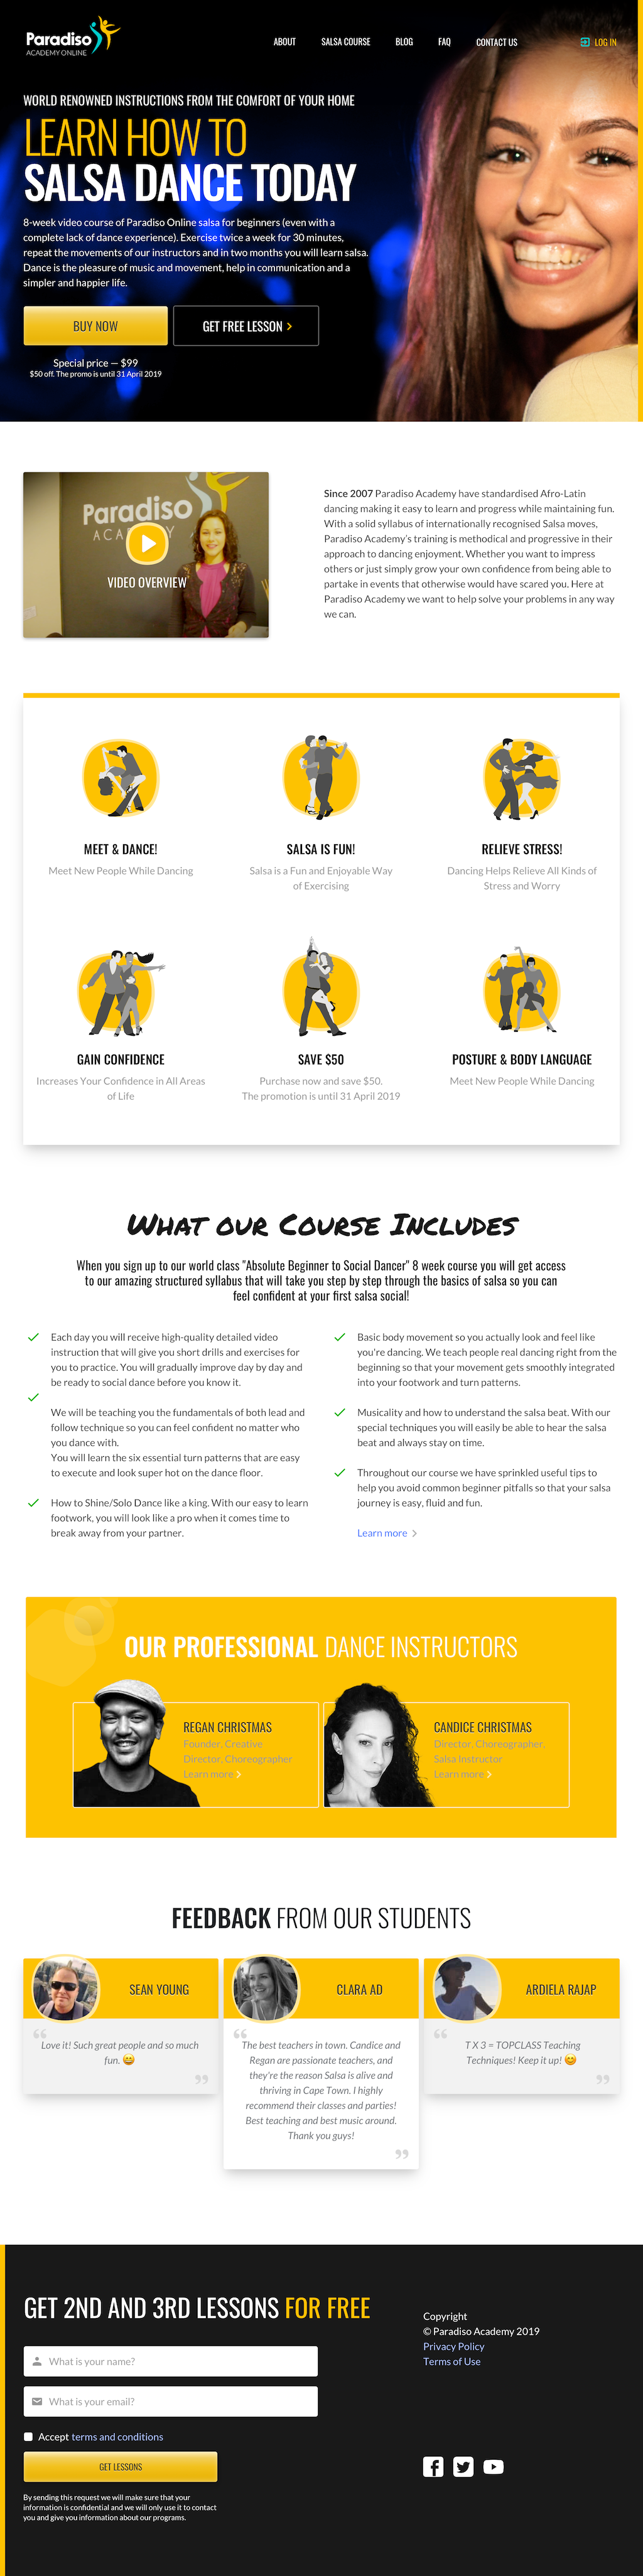 Paradiso
ACADEMY ONLINE
ABOUT
SALSA COURSE
BLOG
FAQ
CONTACT US
LOG IN
WORLD RENOWNED INSTRUCTIONS FROM THE COMFORT OF YOUR HOME
LEARN HOW TO
SALSA DANCE TODAY
8-week video course of Paradiso Online salsa for beginners (even with a
complete lack of dance experience). Exercise twice a week for 30 minutes,
repeat the movements of our instructors and in two months you will learn salsa.
Dance is the pleasure of music and movement, help in communication and a
simpler and happier life.
BUY NOW
GET FREE LESSON
Special price — $99
$50 off. The promo is until 31 April 2019
Paradiso
ACADEMY
VIDEO OVERVIEW
Since 2007 Paradiso Academy have standardised Afro-Latin
dancing making it easy to learn and progress while maintaining fun.
With a solid syllabus of internationally recognised Salsa moves,
Paradiso Academy's training is methodical and progressive in their
approach to dancing enjoyment. Whether you want to impress
others or just simply grow your own confidence from being able to
partake in events that otherwise would have scared you. Here at
Paradiso Academy we want to help solve your problems in any way
we can.
MEET & DANCE!
Meet New People While Dancing
SALSA IS FUN!
Salsa is a Fun and Enjoyable Way
of Exercising
RELIEVE STRESS!
Dancing Helps Relieve All Kinds of
Stress and Worry
GAIN CONFIDENCE
Increases Your Confidence in All Areas
of Life
SAVE $50
Purchase now and save $50.
The promotion is until 31 April 2019
POSTURE & BODY LANGUAGE
Meet New People While Dancing
WHAT OUR COURSE INCLUDES
When you sign up to our world class "Absolute Beginner to Social Dancer" 8 week course you will get access
to our amazing structured syllabus that will take you step by step through the basics of salsa so you can
feel confident at your first salsa social!
Each day you will receive high-quality detailed video
instruction that will give you short drills and exercises for
you to practice. You will gradually improve day by day and
be ready to social dance before you know it.
We will be teaching you the fundamentals of both lead and
follow technique so you can feel confident no matter who
you dance with.
You will learn the six essential turn patterns that are easy
to execute and look super hot on the dance floor.
How to Shine/Solo Dance like a king. With our easy to learn
footwork, you will look like a pro when it comes time to
break away from your partner.
Basic body movement so you actually look and feel like
you're dancing. We teach people real dancing right from the
beginning so that your movement gets smoothly integrated
into your footwork and turn patterns.
Musicality and how to understand the salsa beat. With our
special techniques you will easily be able to hear the salsa
beat and always stay on time.
Throughout our course we have sprinkled useful tips to
help you avoid common beginner pitfalls so that your salsa
journey is easy, fluid and fun.
Learn more
OUR PROFESSIONAL DANCE INSTRUCTORS
REGAN CHRISTMAS
Founder, Creative
Director, Choreographer
Learn more
CANDICE CHRISTMAS
Director, Choreographer,
Salsa Instructor
Learn more
FEEDBACK FROM OUR STUDENTS
SEAN YOUNG
“
Love it! Such great people and so much
fun. 😄
”
CLARA AD
“
The best teachers in town. Candice and
Regan are passionate teachers, and
they're the reason Salsa is alive and
thriving in Cape Town. I highly
recommend their classes and parties!
Best teaching and best music around.
Thank you guys!
”
ARDIELA RAJAP
“
T X 3 = TOPCLASS Teaching
Techniques! Keep it up! 😊
”
GET 2ND AND 3RD LESSONS FOR FREE
What is your name?
What is your email?
Accept terms and conditions
GET LESSONS
By sending this request we will make sure that your
information is confidential and we will only use it to contact
you and give you information about our programs.
Copyright
© Paradiso Academy 2019
Privacy Policy
Terms of Use